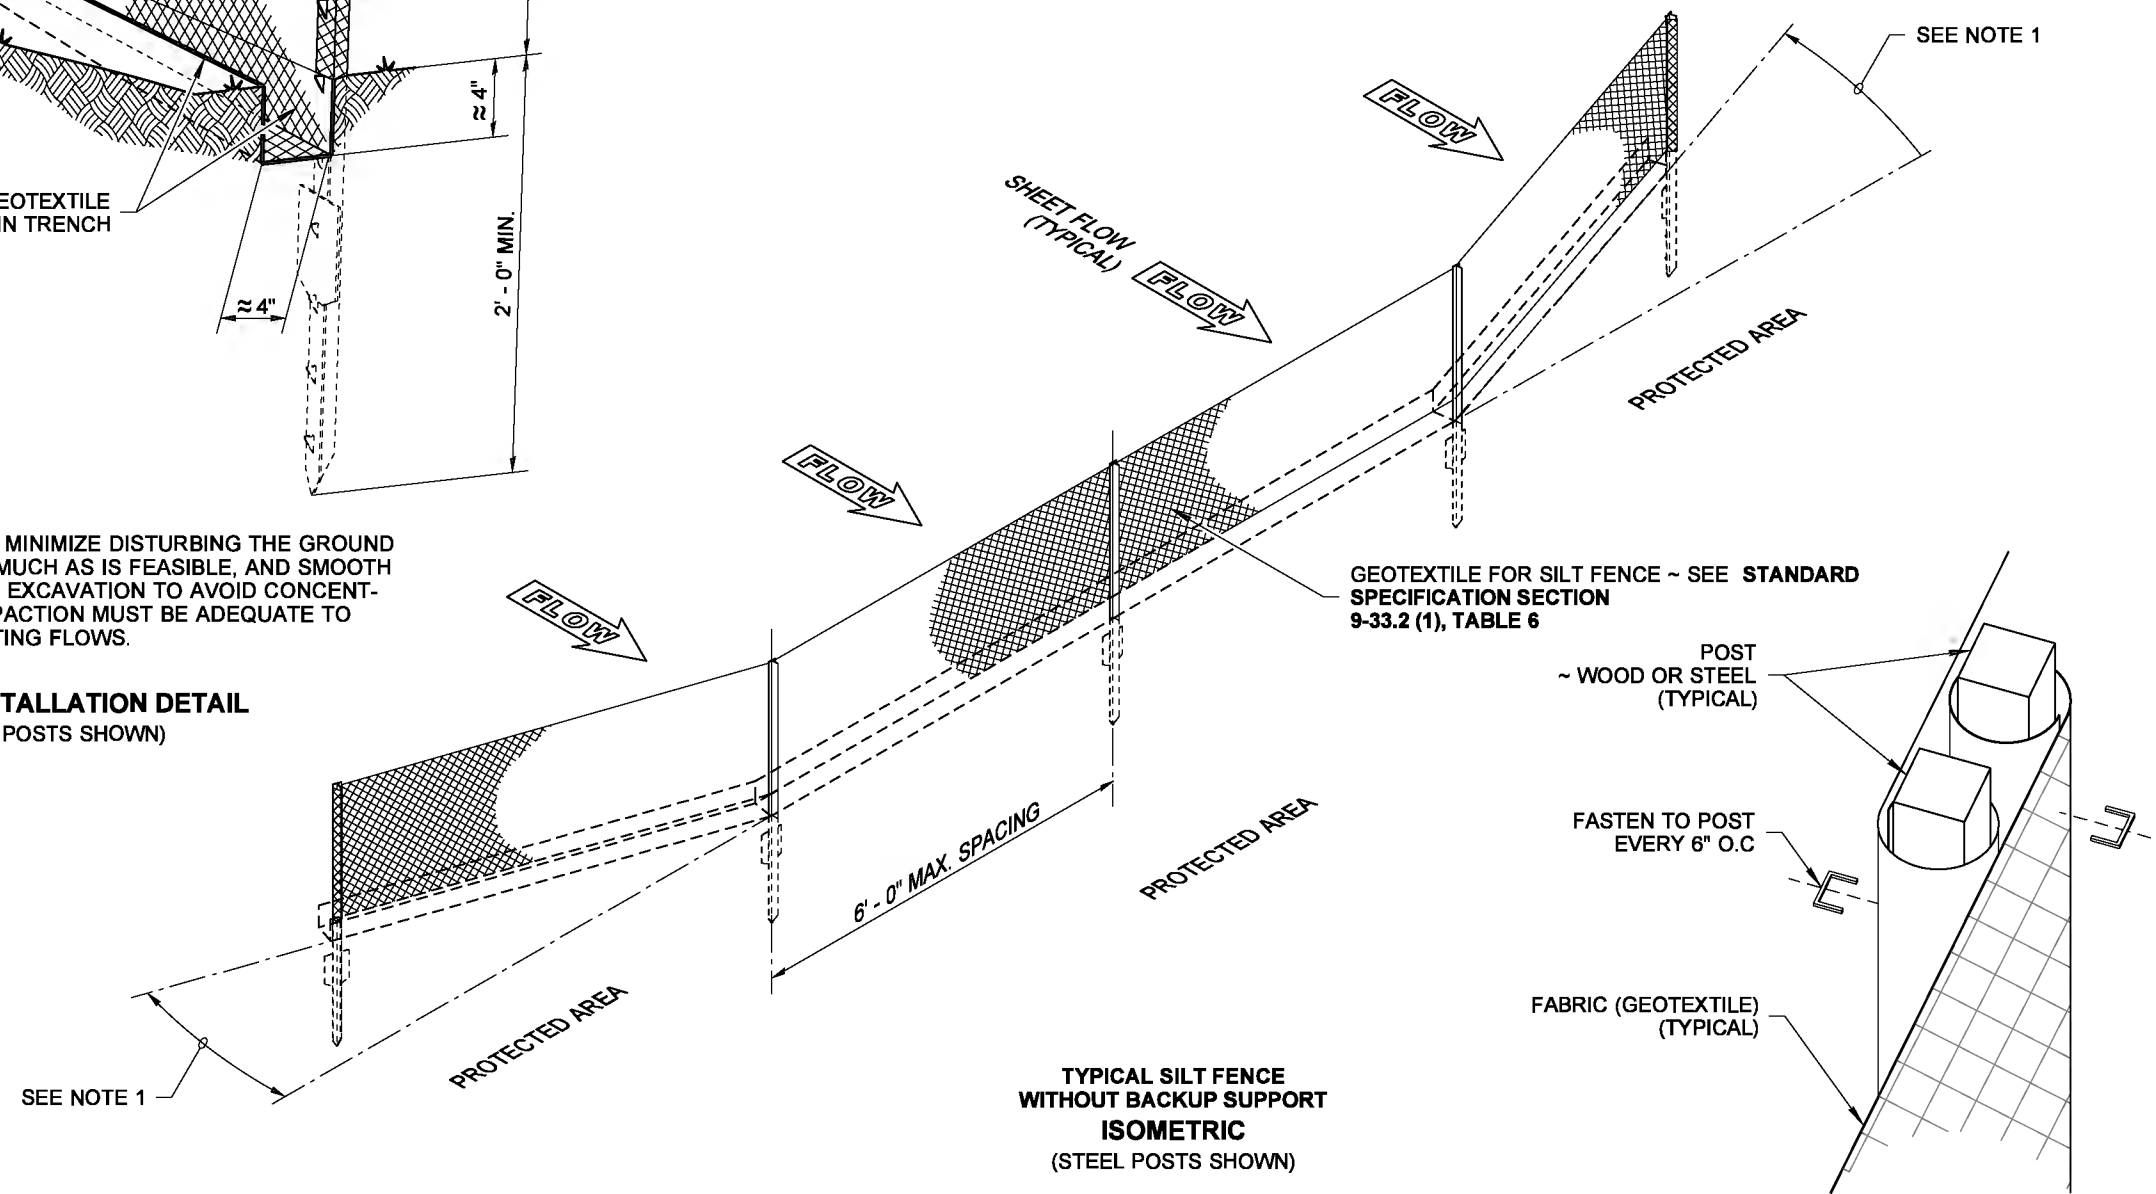 ≈ 4"
EOTEXTILE
IN TRENCH
≈ 4"
2' - 0" MIN.
MINIMIZE DISTURBING THE GROUND
MUCH AS IS FEASIBLE, AND SMOOTH
EXCAVATION TO AVOID CONCENT-
PACTION MUST BE ADEQUATE TO
TING FLOWS.
TALLATION DETAIL
POSTS SHOWN)
SEE NOTE 1
FLOW
SHEET FLOW
(TYPICAL)
FLOW
PROTECTED AREA
FLOW
FLOW
GEOTEXTILE FOR SILT FENCE ~ SEE STANDARD
SPECIFICATION SECTION
9-33.2 (1), TABLE 6
6' - 0" MAX. SPACING
PROTECTED AREA
PROTECTED AREA
SEE NOTE 1
TYPICAL SILT FENCE
WITHOUT BACKUP SUPPORT
ISOMETRIC
(STEEL POSTS SHOWN)
POST
~ WOOD OR STEEL
(TYPICAL)
FASTEN TO POST
EVERY 6" O.C
FABRIC (GEOTEXTILE)
(TYPICAL)